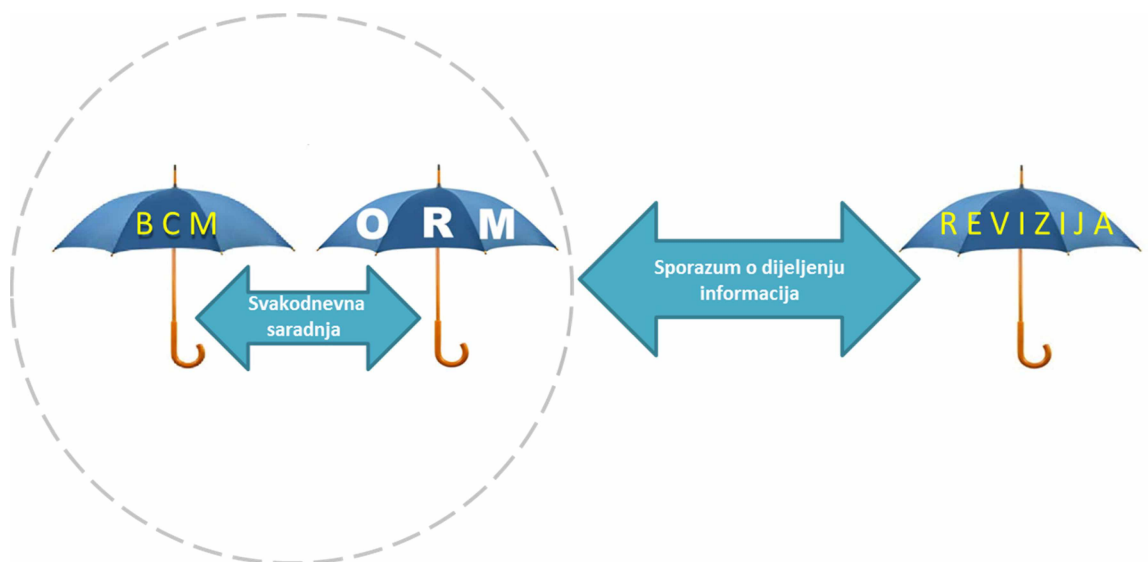 BCM
ORM
REVIZIJA
Svakodnevna
saradnja
Sporazum o dijeljenju
informacija